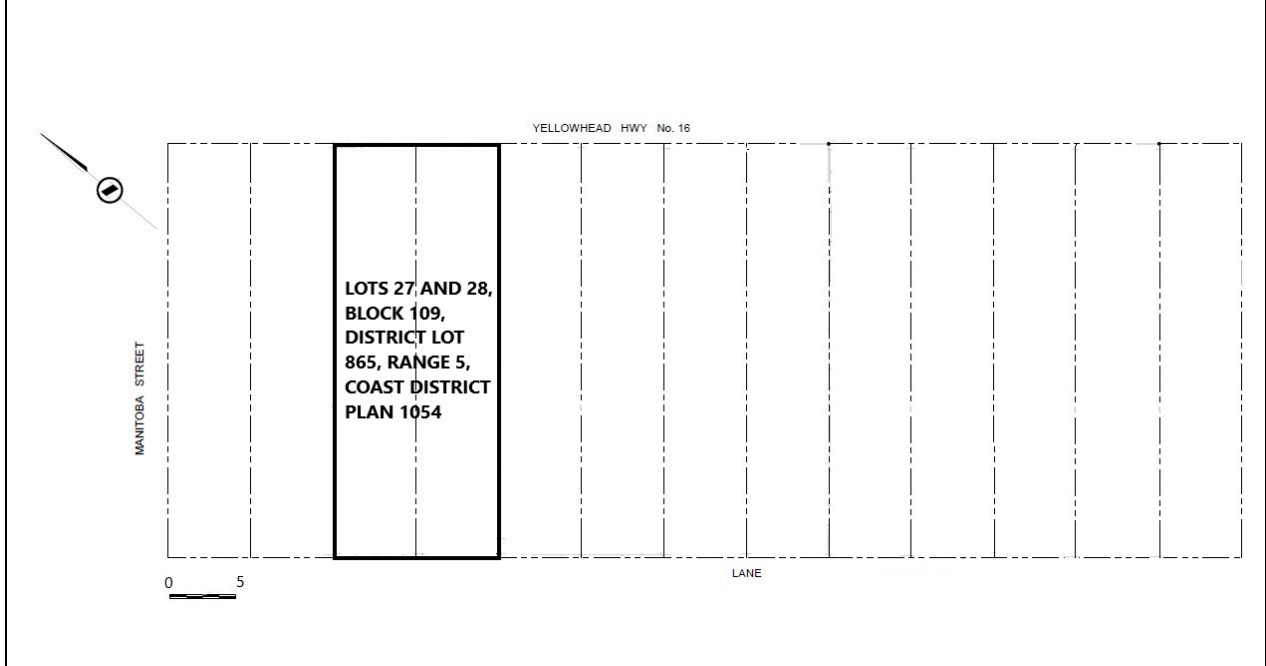 YELLOWHEAD HWY No. 16
LOTS 27 AND 28,
BLOCK 109,
DISTRICT LOT
865, RANGE 5,
COAST DISTRICT
PLAN 1054
MANITOBA STREET
LANE
0 5